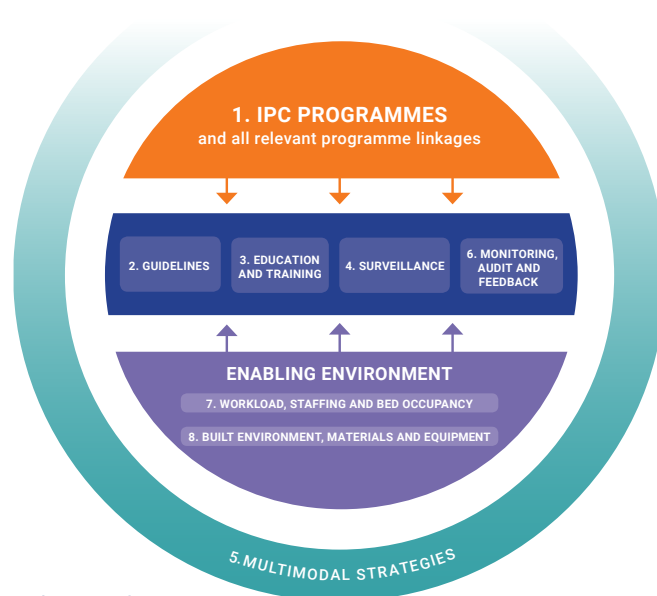 1. IPC PROGRAMMES
and all relevant programme linkages
2. GUIDELINES
3. EDUCATION
AND TRAINING
4. SURVEILLANCE
6. MONITORING,
AUDIT AND
FEEDBACK
ENABLING ENVIRONMENT
7. WORKLOAD, STAFFING AND BED OCCUPANCY
8. BUILT ENVIRONMENT, MATERIALS AND EQUIPMENT
5. MULTIMODAL STRATEGIES